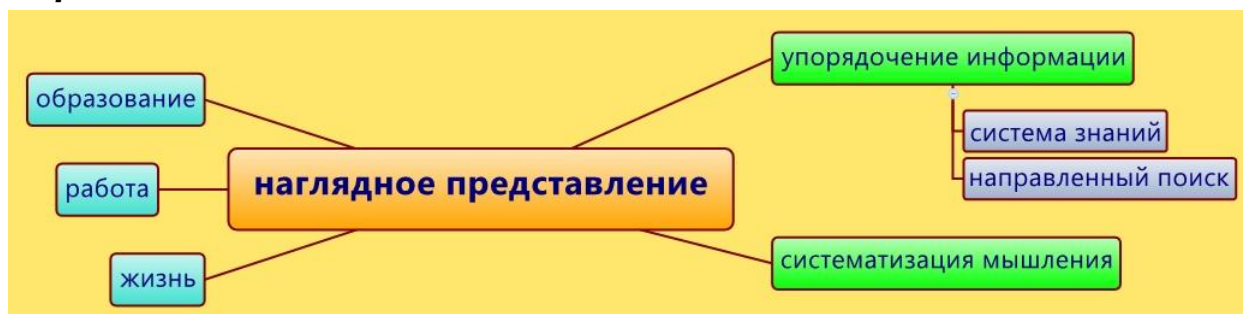 образование
работа
жизнь
наглядное представление
упорядочение информации
система знаний
направленный поиск
систематизация мышления